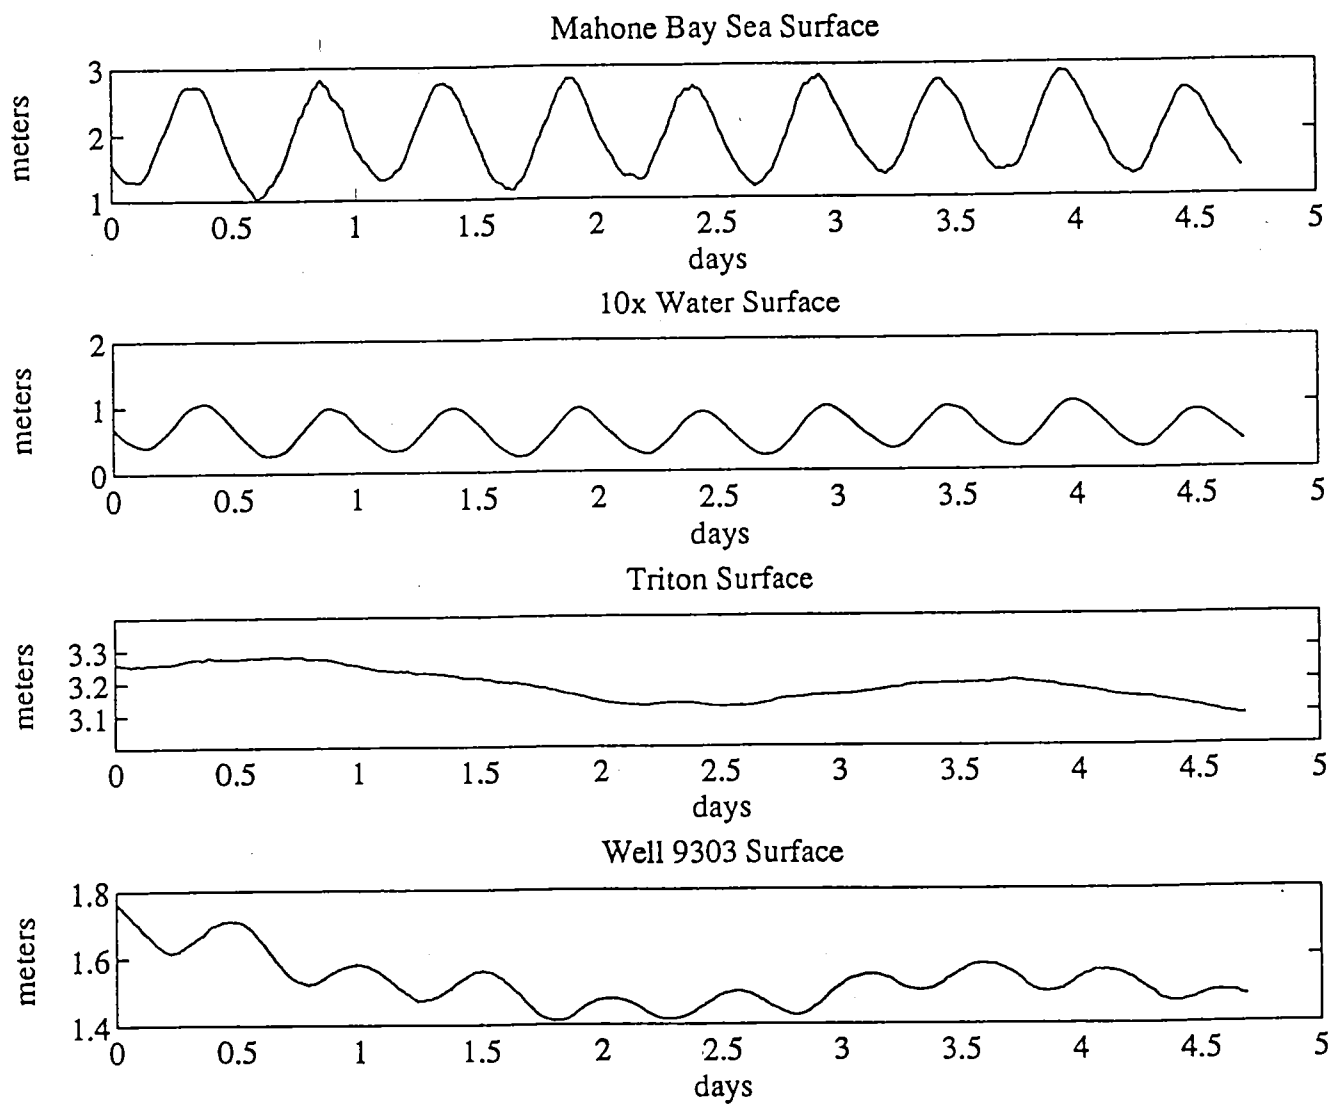 Mahone Bay Sea Surface
3
2
1
meters
0 0.5 1 1.5 2 2.5 3 3.5 4 4.5 5
days
10x Water Surface
2
1
0
meters
0 0.5 1 1.5 2 2.5 3 3.5 4 4.5 5
days
Triton Surface
3.3
3.2
3.1
meters
0 0.5 1 1.5 2 2.5 3 3.5 4 4.5 5
days
Well 9303 Surface
1.8
1.6
1.4
meters
0 0.5 1 1.5 2 2.5 3 3.5 4 4.5 5
days